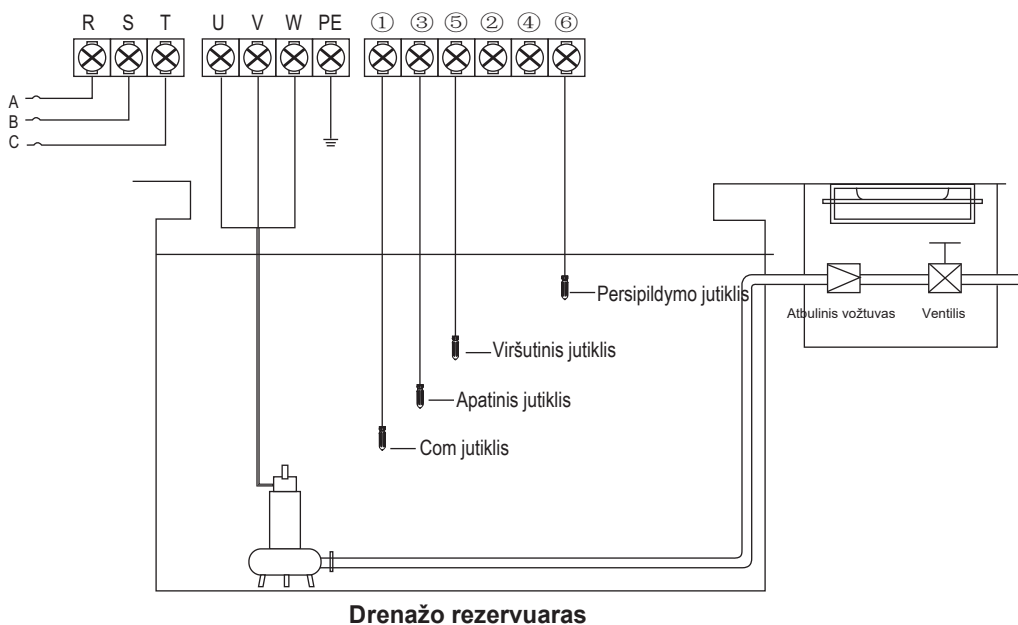 R S T U V W PE ① ③ ⑤ ② ④ ⑥
A
B
C
Persipildymo jutiklis
Atbulinis vožtuvas
Ventilis
Viršutinis jutiklis
Apatinis jutiklis
Com jutiklis
Drenažo rezervuaras